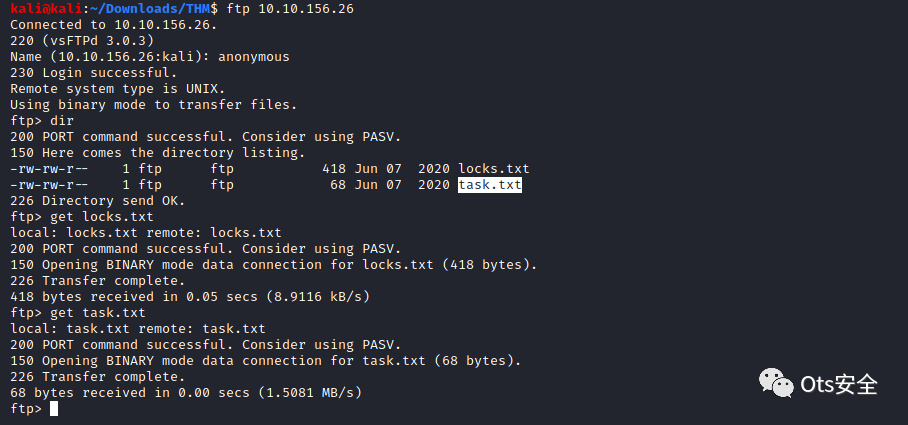 kali@kali:~/Downloads/THM$ ftp 10.10.156.26
Connected to 10.10.156.26.
220 (vsFTPd 3.0.3)
Name (10.10.156.26:kali): anonymous
230 Login successful.
Remote system type is UNIX.
Using binary mode to transfer files.
ftp> dir
200 PORT command successful. Consider using PASV.
150 Here comes the directory listing.
-rw-rw-r--    1 ftp      ftp           418 Jun 07  2020 locks.txt
-rw-rw-r--    1 ftp      ftp            68 Jun 07  2020 task.txt
226 Directory send OK.
ftp> get locks.txt
local: locks.txt remote: locks.txt
200 PORT command successful. Consider using PASV.
150 Opening BINARY mode data connection for locks.txt (418 bytes).
226 Transfer complete.
418 bytes received in 0.05 secs (8.9116 kB/s)
ftp> get task.txt
local: task.txt remote: task.txt
200 PORT command successful. Consider using PASV.
150 Opening BINARY mode data connection for task.txt (68 bytes).
226 Transfer complete.
68 bytes received in 0.00 secs (1.5081 MB/s)
ftp>
Ots安全